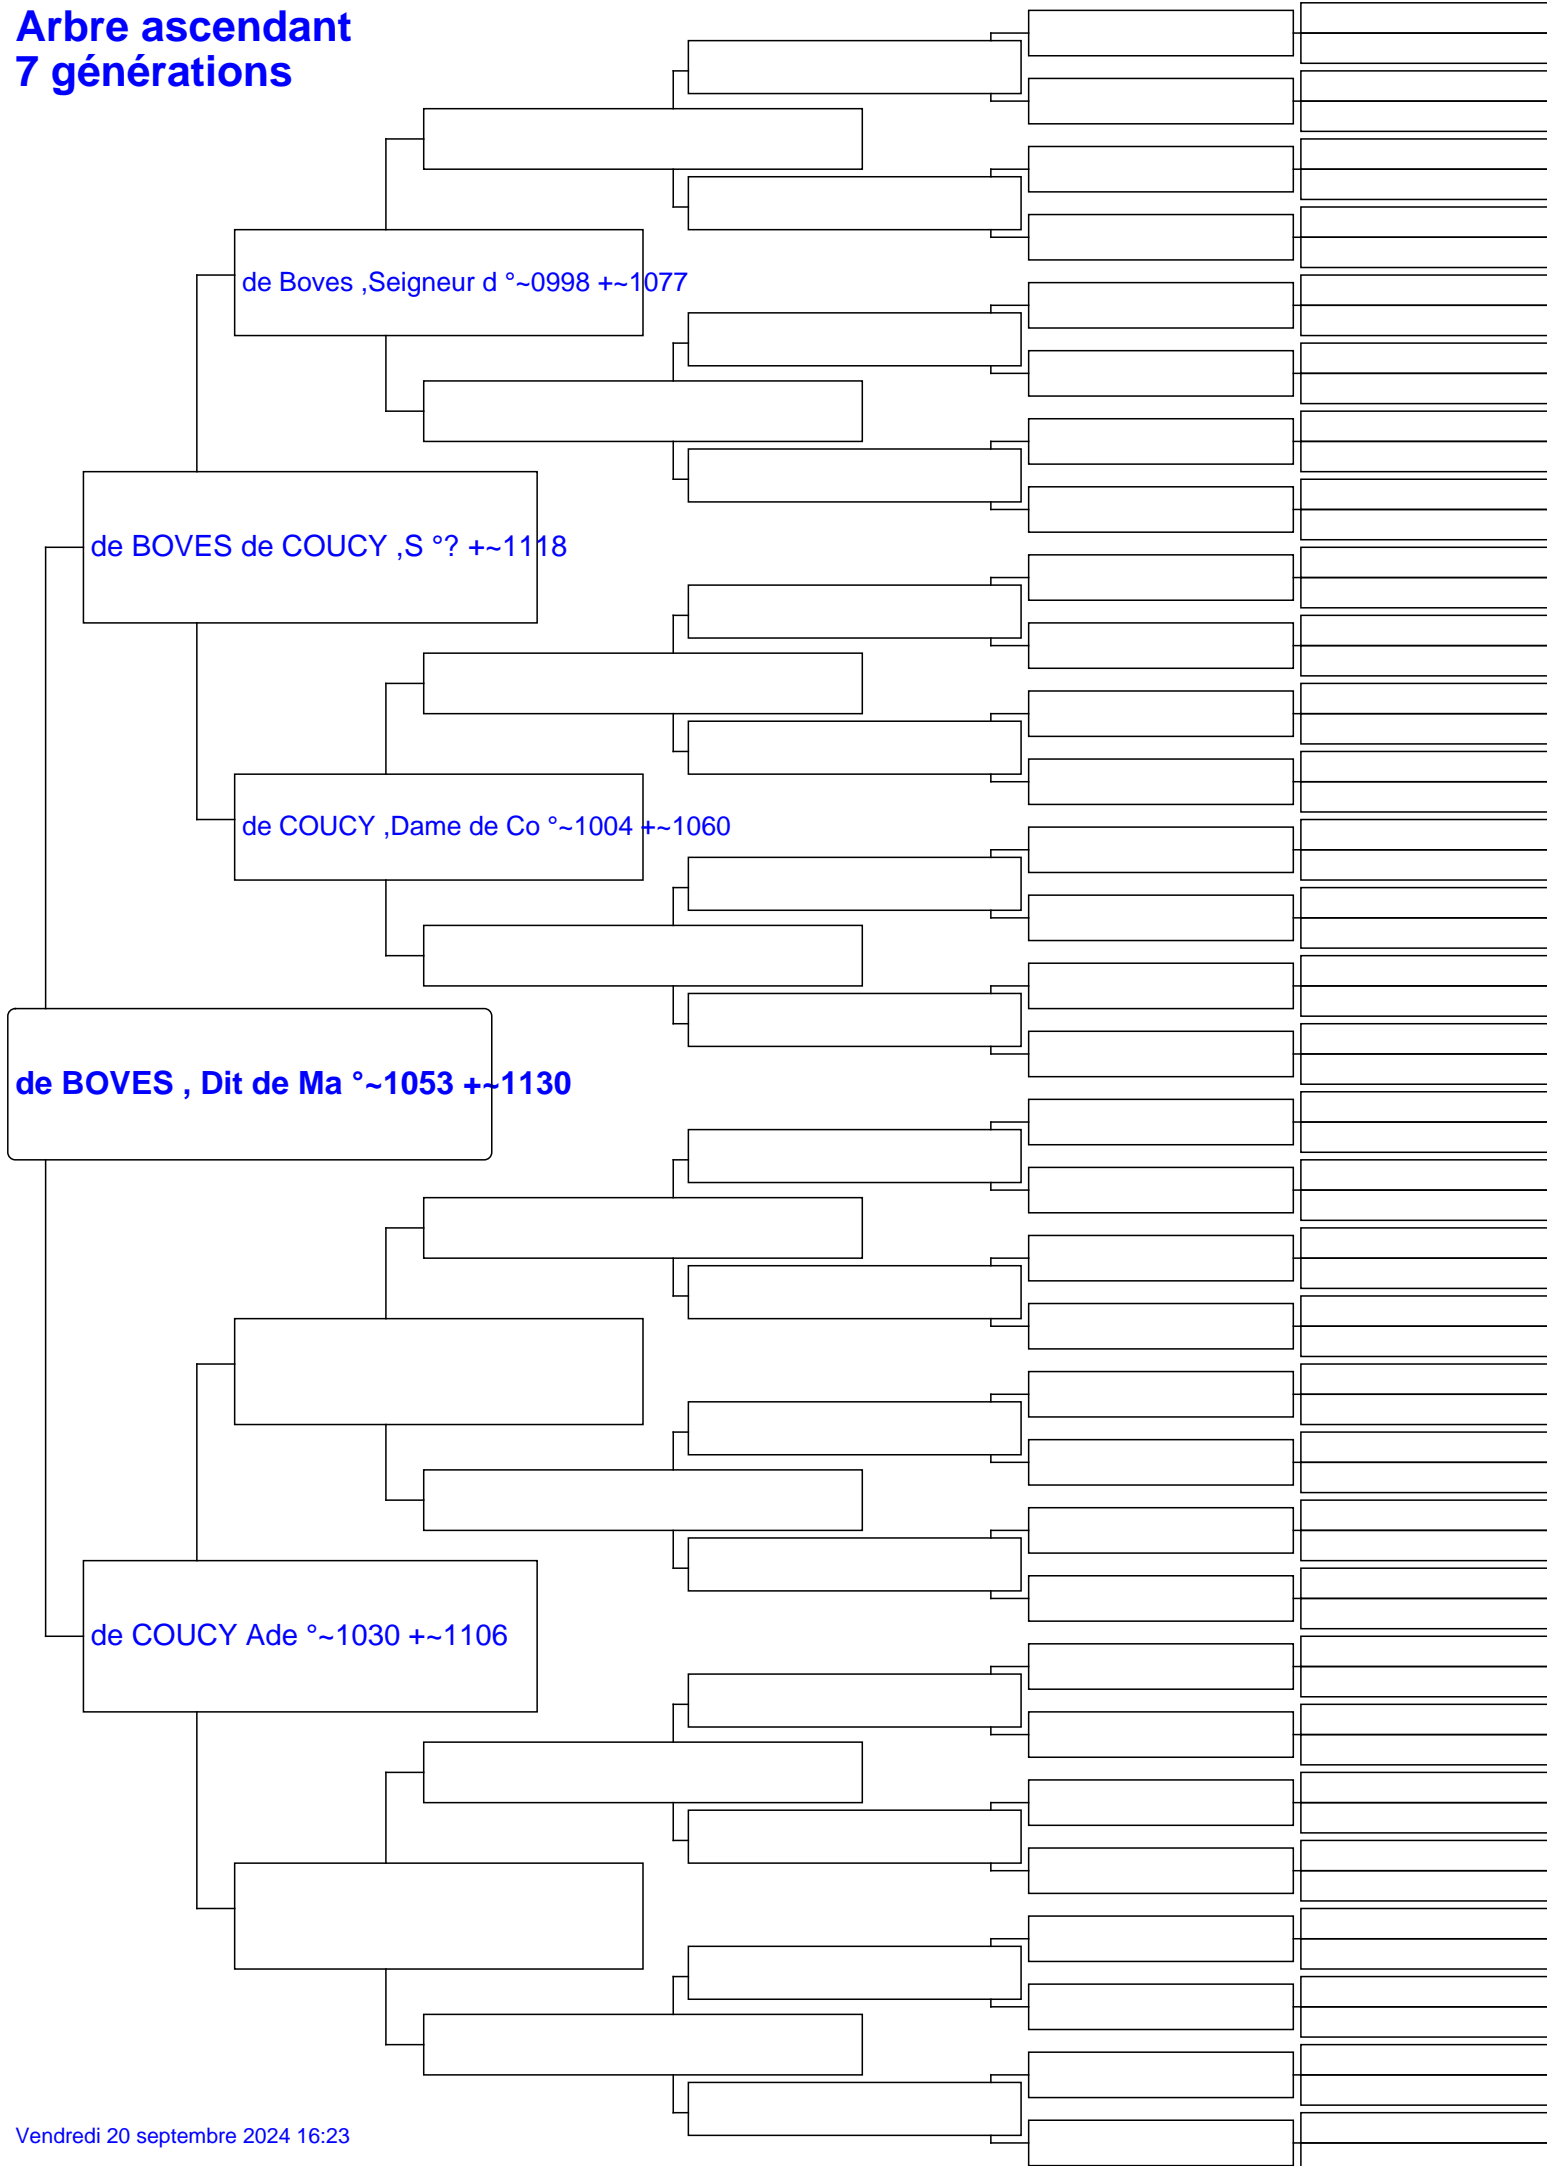 Arbre ascendant
7 générations
de Boves ,Seigneur d °~0998 +~1077
de BOVES de COUCY ,S °? +~1118
de COUCY ,Dame de Co °~1004 +~1060
de BOVES , Dit de Ma °~1053 +~1130
de COUCY Ade °~1030 +~1106
Vendredi 20 septembre 2024 16:23